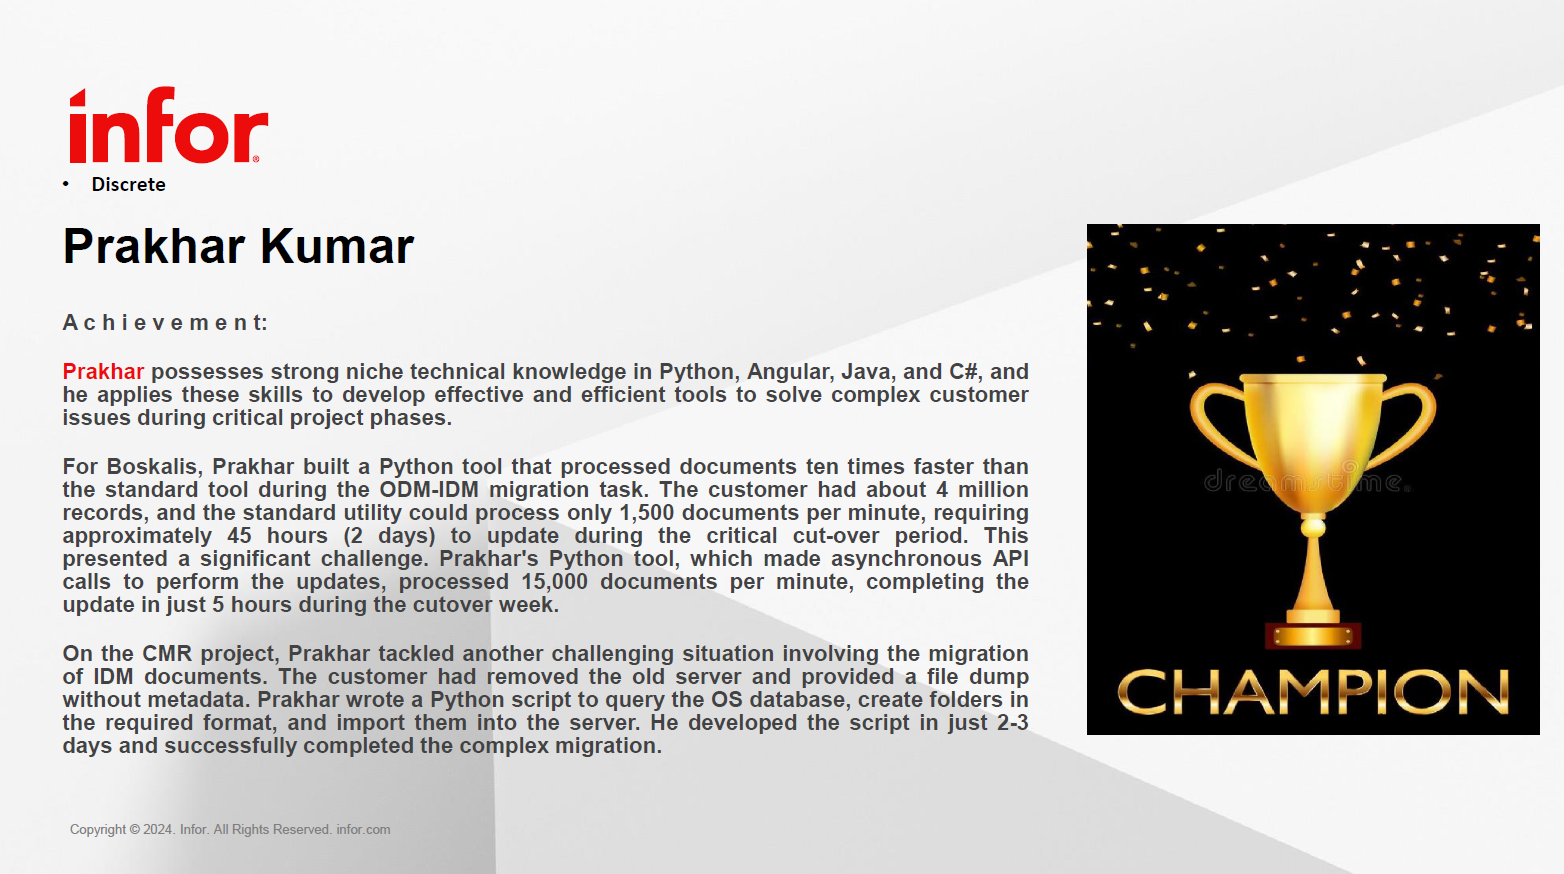 infor®
• Discrete
Prakhar Kumar
A c h i e v e m e n t:
Prakhar possesses strong niche technical knowledge in Python, Angular, Java, and C#, and
he applies these skills to develop effective and efficient tools to solve complex customer
issues during critical project phases.
For Boskalis, Prakhar built a Python tool that processed documents ten times faster than
the standard tool during the ODM-IDM migration task. The customer had about 4 million
records, and the standard utility could process only 1,500 documents per minute, requiring
approximately 45 hours (2 days) to update during the critical cut-over period. This
presented a significant challenge. Prakhar's Python tool, which made asynchronous API
calls to perform the updates, processed 15,000 documents per minute, completing the
update in just 5 hours during the cutover week.
On the CMR project, Prakhar tackled another challenging situation involving the migration
of IDM documents. The customer had removed the old server and provided a file dump
without metadata. Prakhar wrote a Python script to query the OS database, create folders in
the required format, and import them into the server. He developed the script in just 2-3
days and successfully completed the complex migration.
dreamstime.
CHAMPION
Copyright © 2024. Infor. All Rights Reserved. infor.com